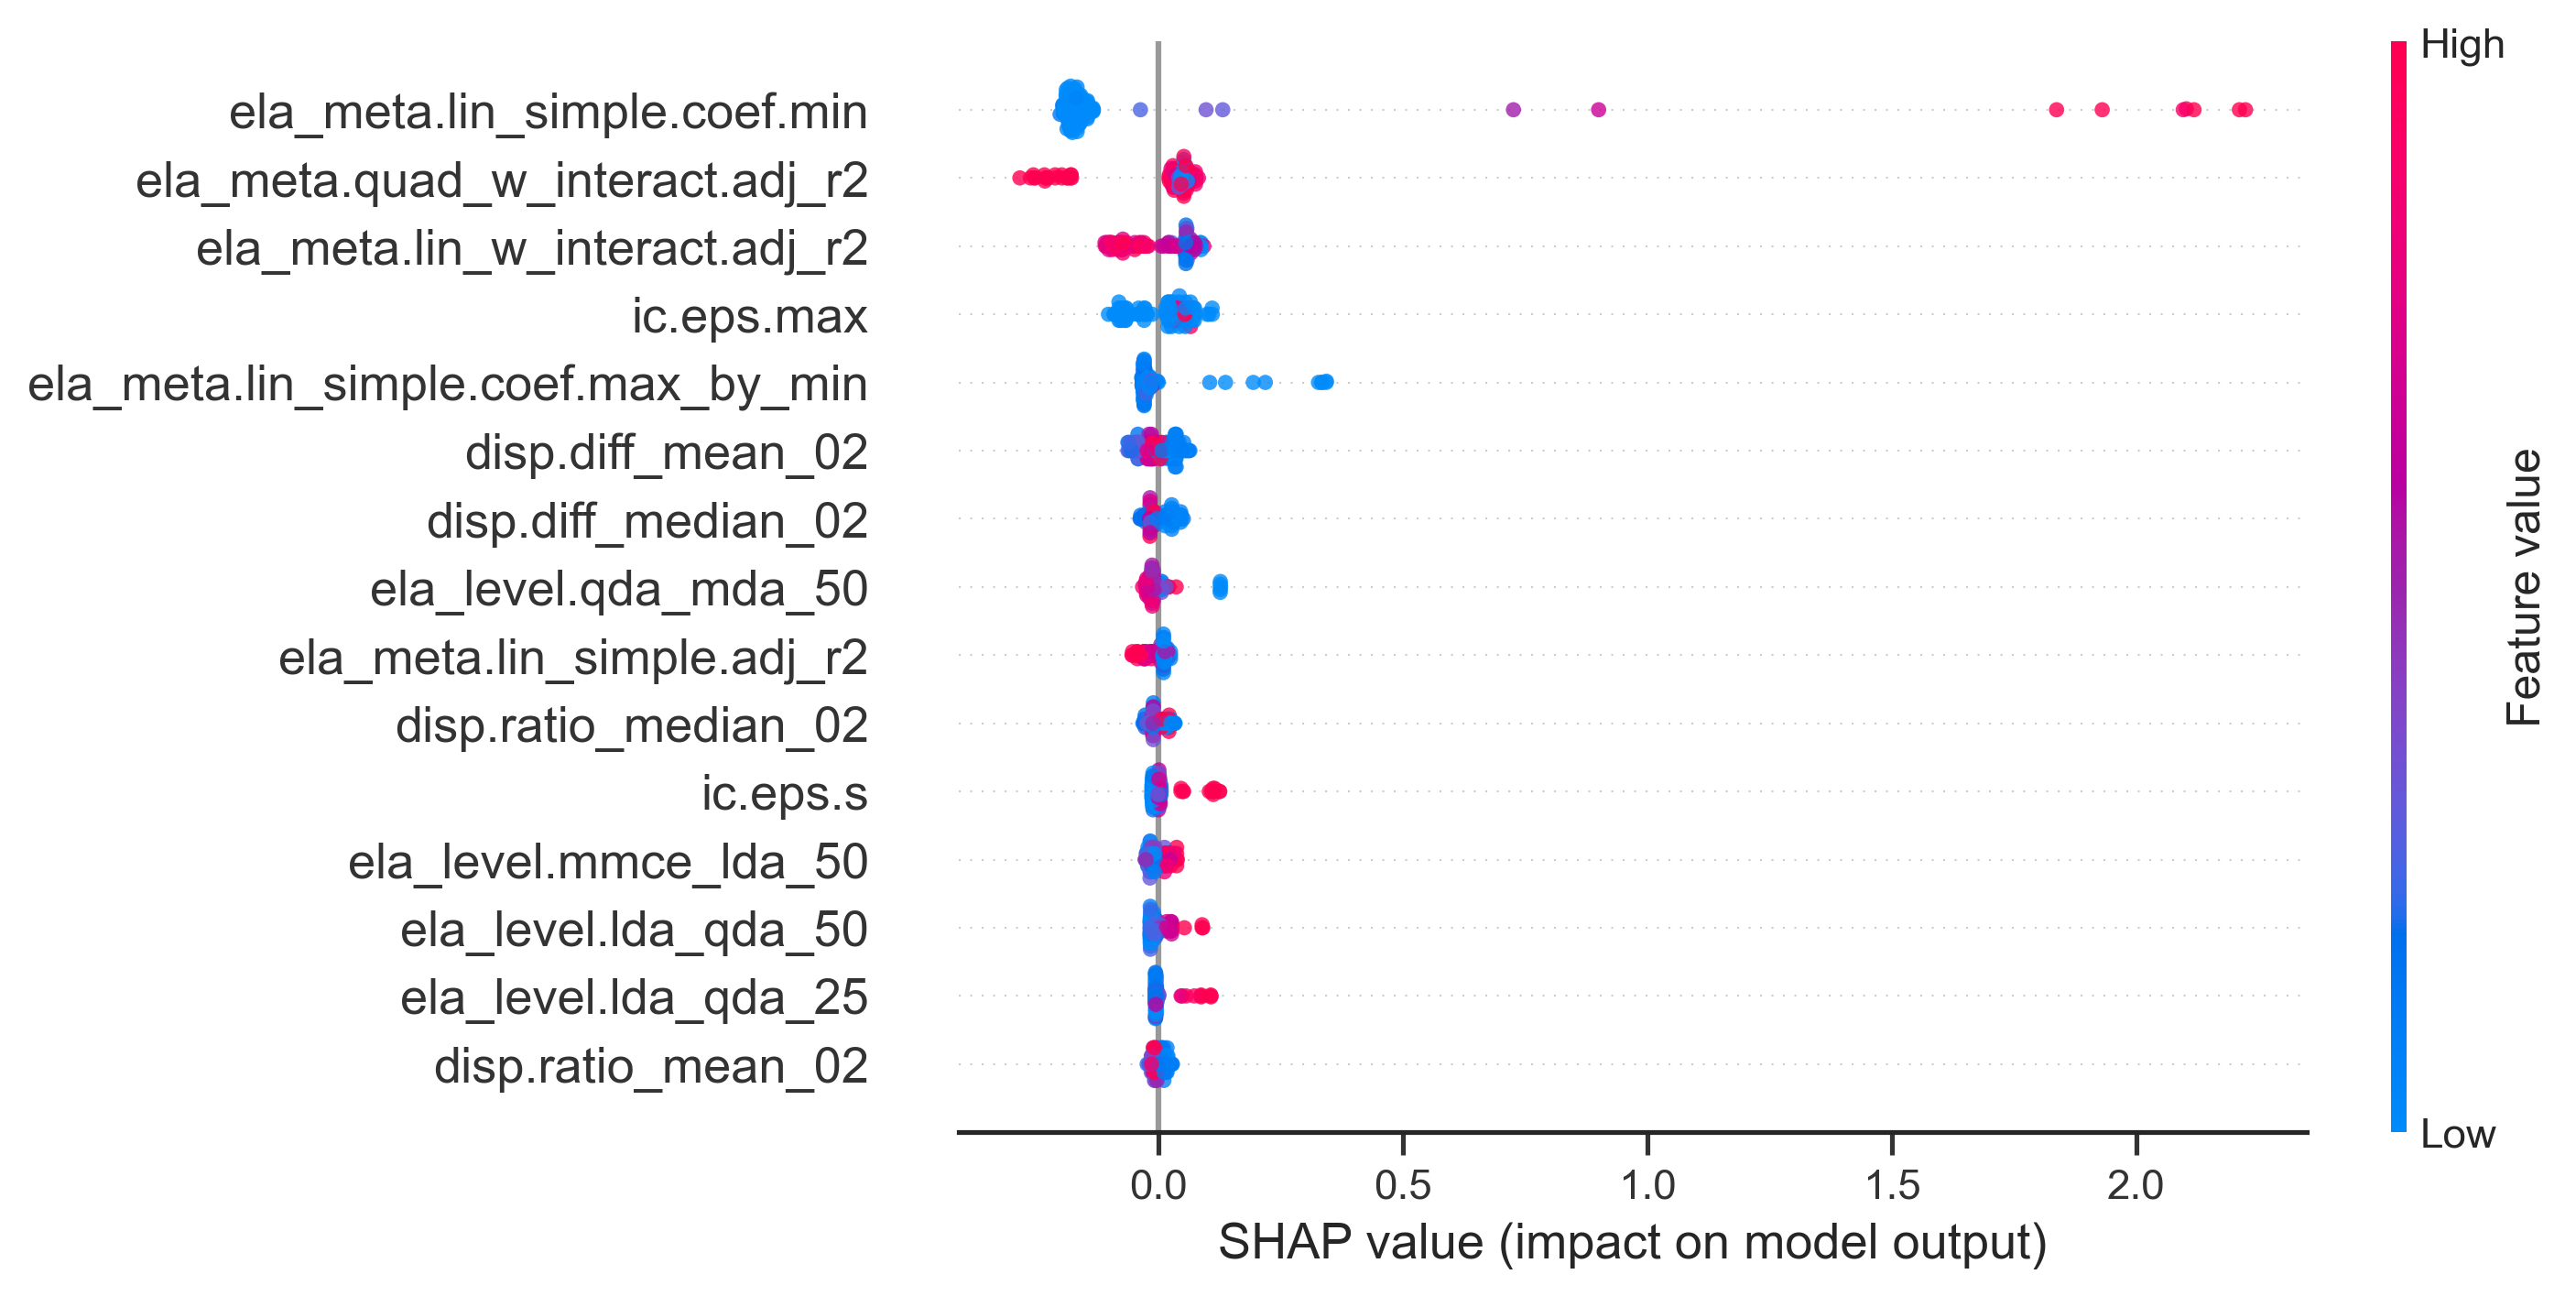 High
ela_meta.lin_simple.coef.min
ela_meta.quad_w_interact.adj_r2
ela_meta.lin_w_interact.adj_r2
ic.eps.max
ela_meta.lin_simple.coef.max_by_min
disp.diff_mean_02
disp.diff_median_02
ela_level.qda_mda_50
ela_meta.lin_simple.adj_r2
disp.ratio_median_02
ic.eps.s
ela_level.mmce_lda_50
ela_level.lda_qda_50
ela_level.lda_qda_25
disp.ratio_mean_02
Feature value
Low
0.0 0.5 1.0 1.5 2.0
SHAP value (impact on model output)